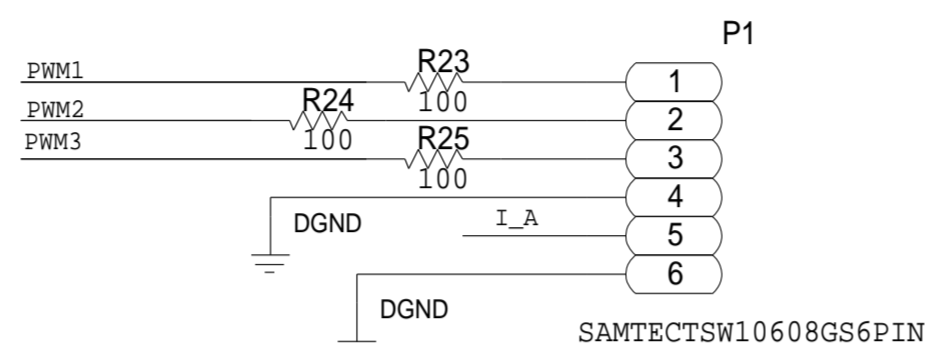 P1
PWM1
R23
100
1
PWM2
R24
100
2
PWM3
R25
100
3
4
DGND
I_A
5
6
DGND
SAMTECTSW10608GS6PIN